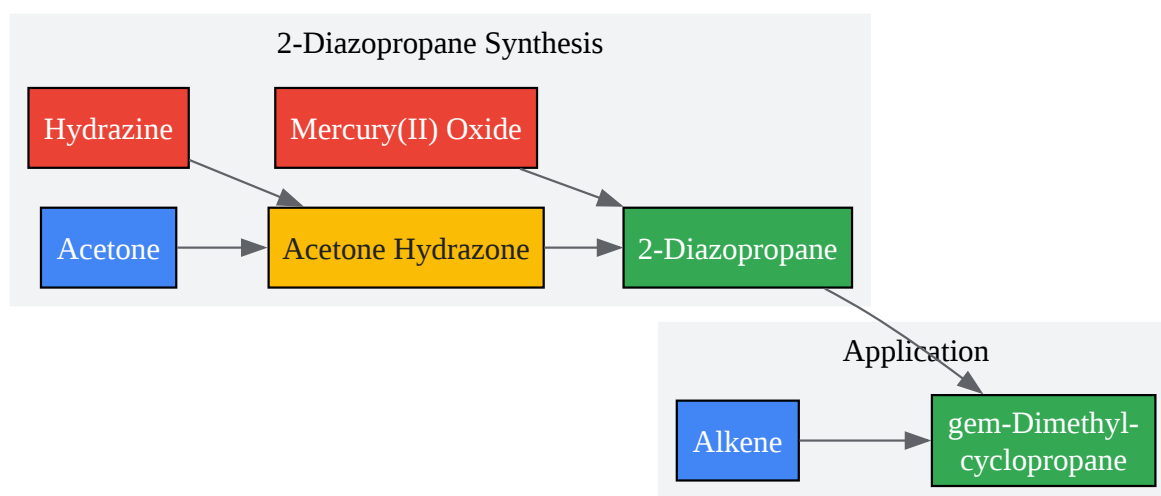 2-Diazopropane Synthesis
Hydrazine
Mercury(II) Oxide
Acetone
Acetone Hydrazone
2-Diazopropane
Application
Alkene
gem-Dimethyl-
cyclopropane